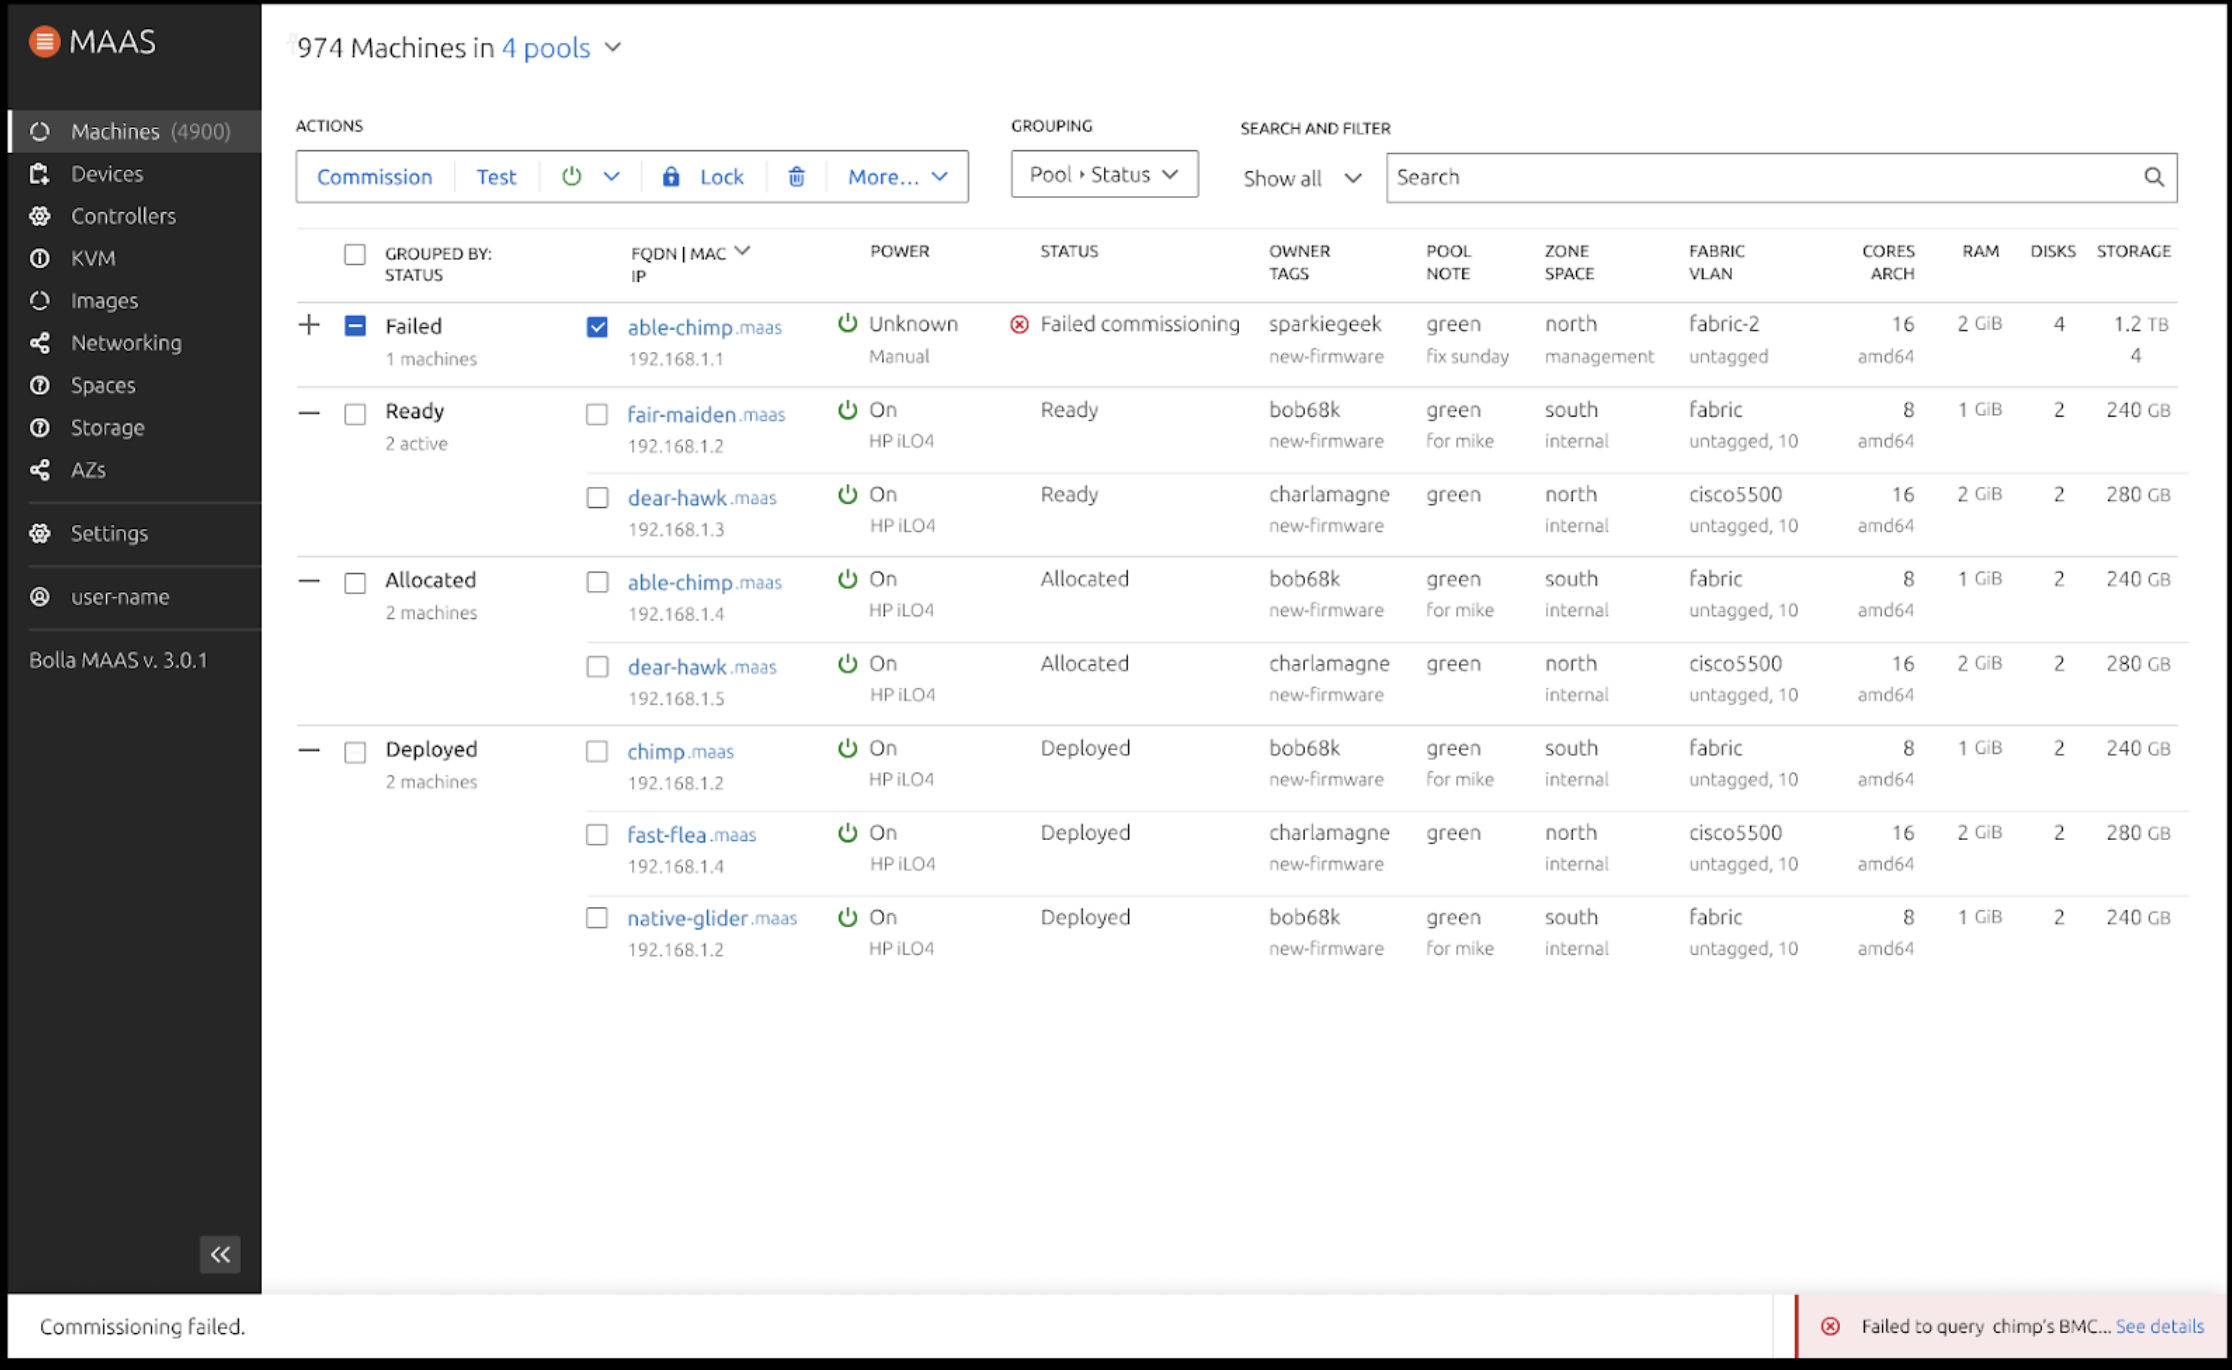 MAAS
974 Machines in 4 pools
Machines (4900)
Devices
Controllers
KVM
Images
Networking
Spaces
Storage
AZs
Settings
user-name
Bolla MAAS v. 3.0.1
ACTIONS
Commission Test Lock More...
GROUPING
Pool ‣ Status
SEARCH AND FILTER
Show all Search
GROUPED BY: FQDN | MAC POWER STATUS OWNER POOL ZONE FABRIC CORES RAM DISKS STORAGE
STATUS IP TAGS NOTE SPACE VLAN ARCH
Failed able-chimp.maas Unknown Failed commissioning sparkiegeek green north fabric-2 16 2 GiB 4 1.2 TB
1 machines 192.168.1.1 Manual new-firmware fix sunday management untagged amd64 4
Ready fair-maiden.maas On Ready bob68k green south fabric 8 1 GiB 2 240 GB
2 active 192.168.1.2 HP iLO4 new-firmware for mike internal untagged, 10 amd64
dear-hawk.maas On Ready charlamagne green north cisco5500 16 2 GiB 2 280 GB
192.168.1.3 HP iLO4 new-firmware internal untagged, 10 amd64
Allocated able-chimp.maas On Allocated bob68k green south fabric 8 1 GiB 2 240 GB
2 machines 192.168.1.4 HP iLO4 new-firmware for mike internal untagged, 10 amd64
dear-hawk.maas On Allocated charlamagne green north cisco5500 16 2 GiB 2 280 GB
192.168.1.5 HP iLO4 new-firmware internal untagged, 10 amd64
Deployed chimp.maas On Deployed bob68k green south fabric 8 1 GiB 2 240 GB
2 machines 192.168.1.2 HP iLO4 new-firmware for mike internal untagged, 10 amd64
fast-flea.maas On Deployed charlamagne green north cisco5500 16 2 GiB 2 280 GB
192.168.1.4 HP iLO4 new-firmware internal untagged, 10 amd64
native-glider.maas On Deployed bob68k green south fabric 8 1 GiB 2 240 GB
192.168.1.2 HP iLO4 new-firmware for mike internal untagged, 10 amd64
Commissioning failed.
Failed to query chimp's BMC... See details